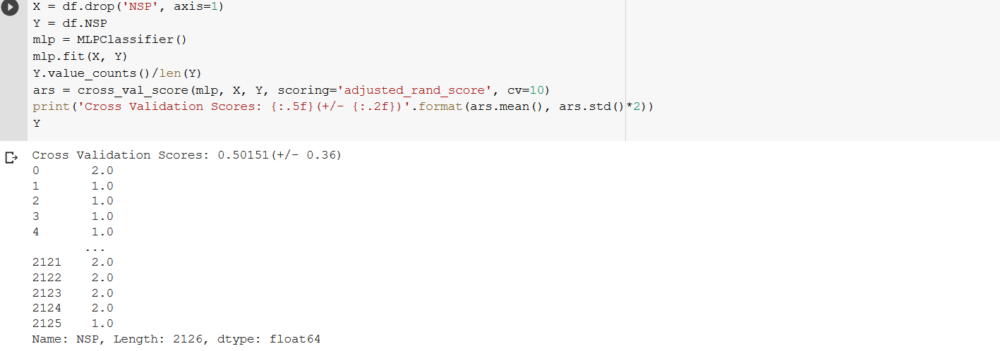 X = df.drop('NSP', axis=1)
Y = df.NSP
mlp = MLPClassifier()
mlp.fit(X, Y)
Y.value_counts()/len(Y)
ars = cross_val_score(mlp, X, Y, scoring='adjusted_rand_score', cv=10)
print('Cross Validation Scores: {:.5f}(+/- {:.2f})'.format(ars.mean(), ars.std()*2))
Y
Cross Validation Scores: 0.50151(+/- 0.36)
0 2.0
1 1.0
2 1.0
3 1.0
4 1.0
...
2121 2.0
2122 2.0
2123 2.0
2124 2.0
2125 1.0
Name: NSP, Length: 2126, dtype: float64